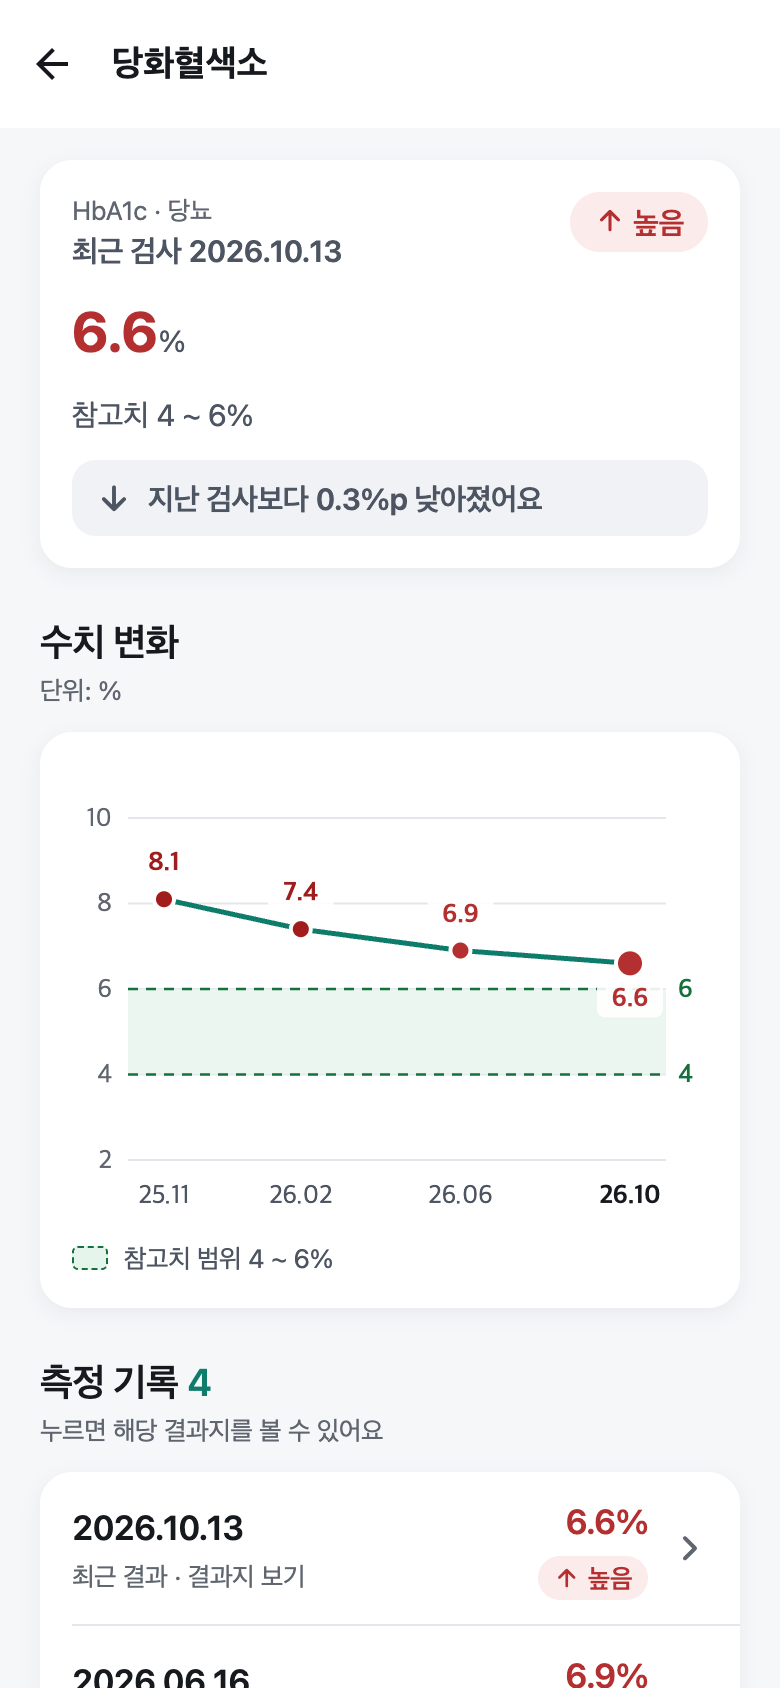 당화혈색소
HbA1c · 당뇨
최근 검사 2026.10.13
↑ 높음
6.6%
참고치 4 ~ 6%
↓ 지난 검사보다 0.3%p 낮아졌어요
수치 변화
단위: %
10
8
6
4
2
8.1
7.4
6.9
6.6
6
4
25.11
26.02
26.06
26.10
참고치 범위 4 ~ 6%
측정 기록 4
누르면 해당 결과지를 볼 수 있어요
2026.10.13
6.6%
최근 결과 · 결과지 보기
↑ 높음
2026.06.16
6.9%